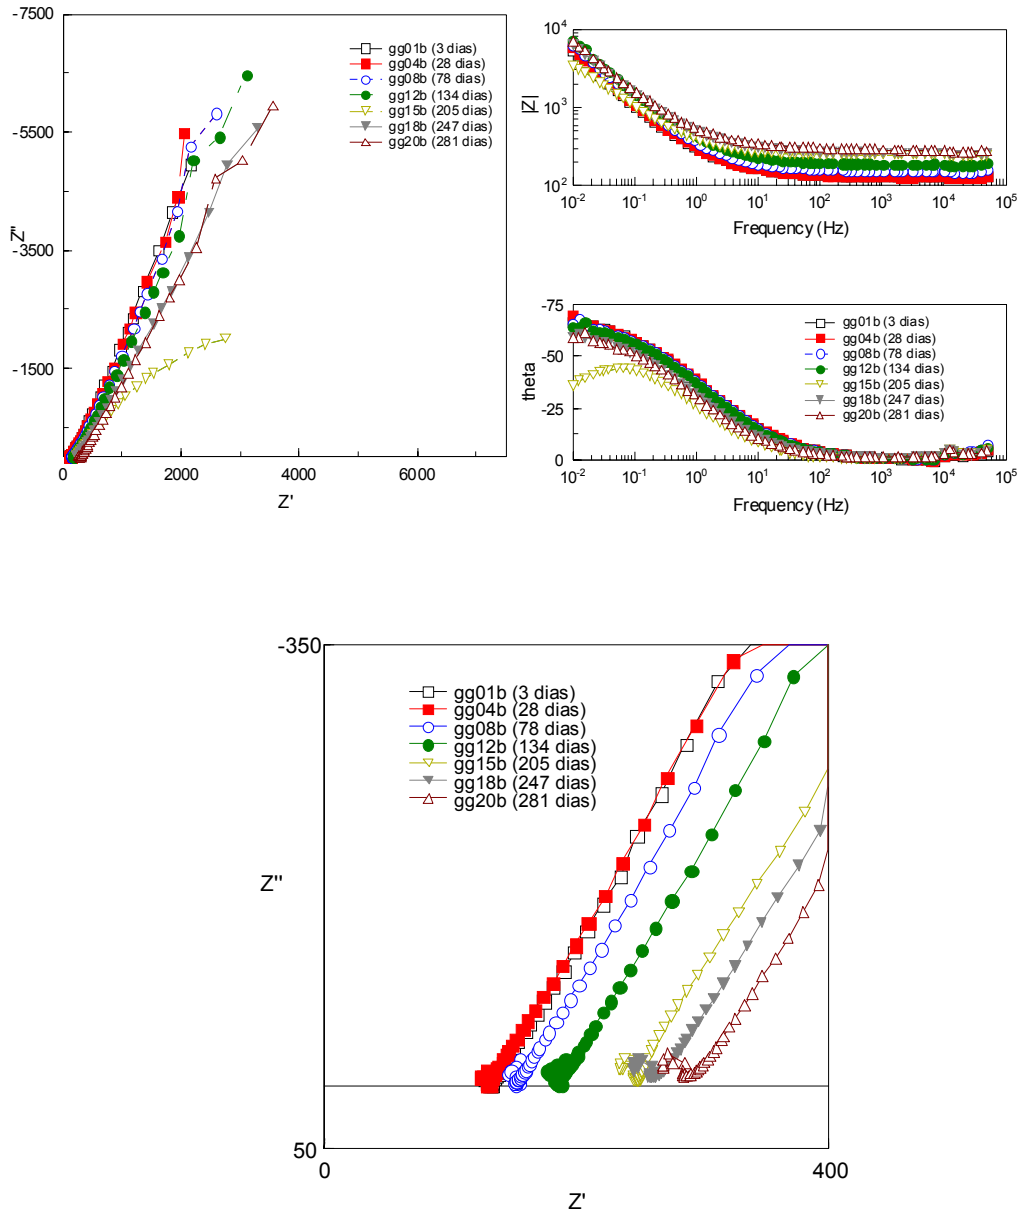 -7500
-5500
-3500
-1500
Z''
0
2000
4000
6000
Z'
gg01b (3 dias)
gg04b (28 dias)
gg08b (78 dias)
gg12b (134 dias)
gg15b (205 dias)
gg18b (247 dias)
gg20b (281 dias)
10⁴
10³
10²
|Z|
10⁻² 10⁻¹ 10⁰ 10¹ 10² 10³ 10⁴ 10⁵
Frequency (Hz)
-75
-50
-25
0
theta
gg01b (3 dias)
gg04b (28 dias)
gg08b (78 dias)
gg12b (134 dias)
gg15b (205 dias)
gg18b (247 dias)
gg20b (281 dias)
10⁻² 10⁻¹ 10⁰ 10¹ 10² 10³ 10⁴ 10⁵
Frequency (Hz)
-350
gg01b (3 dias)
gg04b (28 dias)
gg08b (78 dias)
gg12b (134 dias)
gg15b (205 dias)
gg18b (247 dias)
gg20b (281 dias)
Z''
50
0
400
Z'